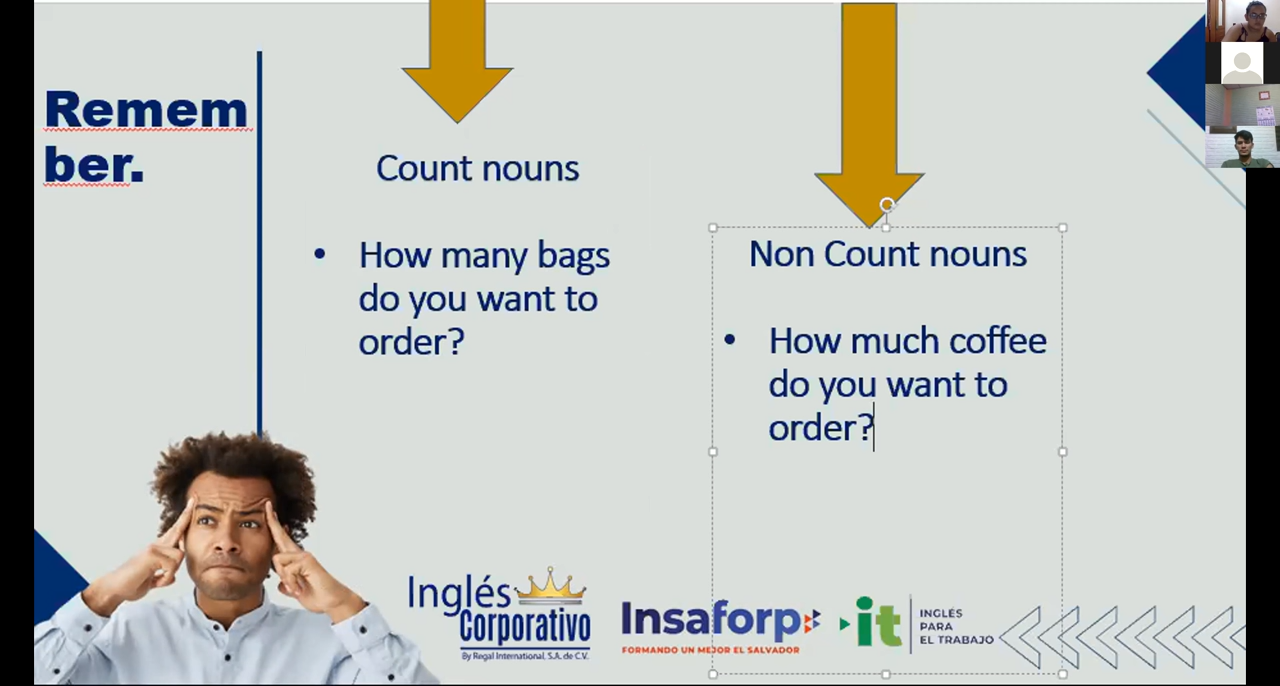 Remem
ber.
Count nouns
• How many bags
do you want to
order?
Non Count nouns
• How much coffee
do you want to
order?
Inglés
Corporativo
By Regal International, S.A. de C.V.
Insaforp
FORMANDO UN MEJOR EL SALVADOR
it
INGLÉS
PARA
EL TRABAJO